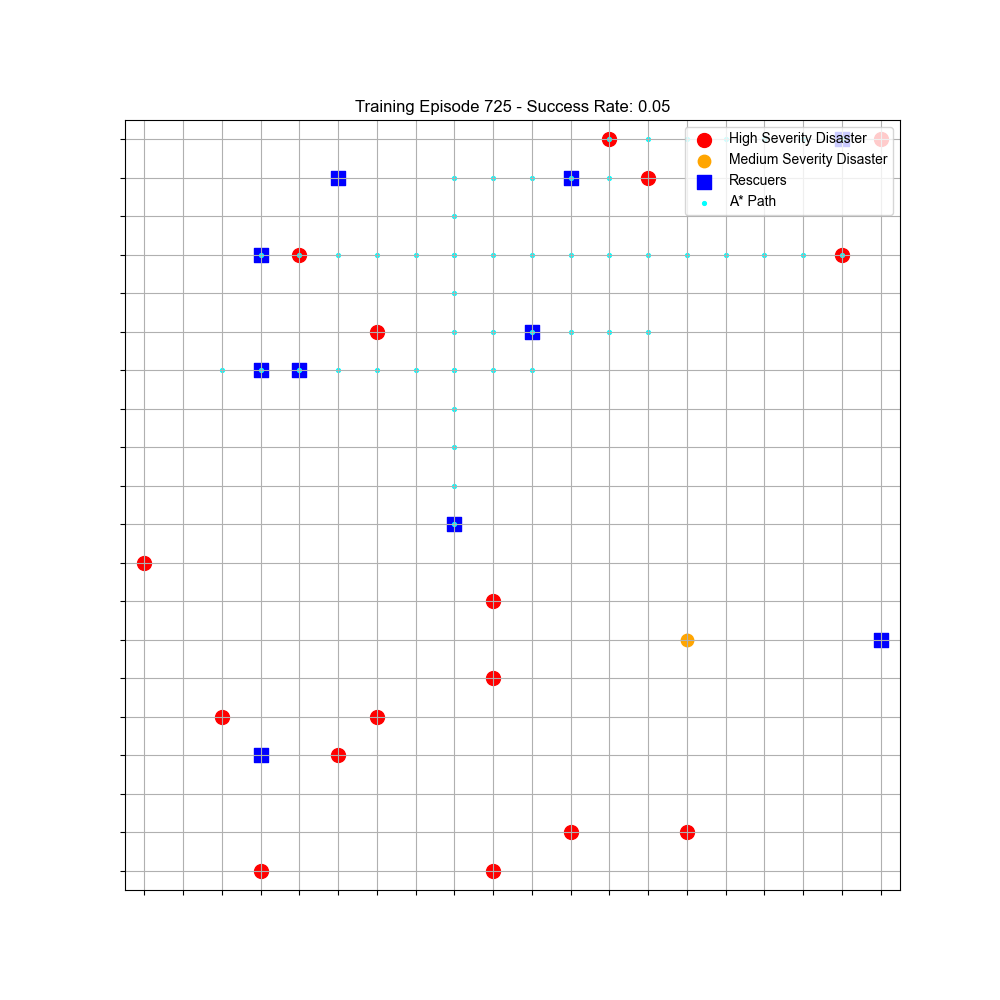 Training Episode 725 - Success Rate: 0.05
High Severity Disaster
Medium Severity Disaster
Rescuers
A* Path